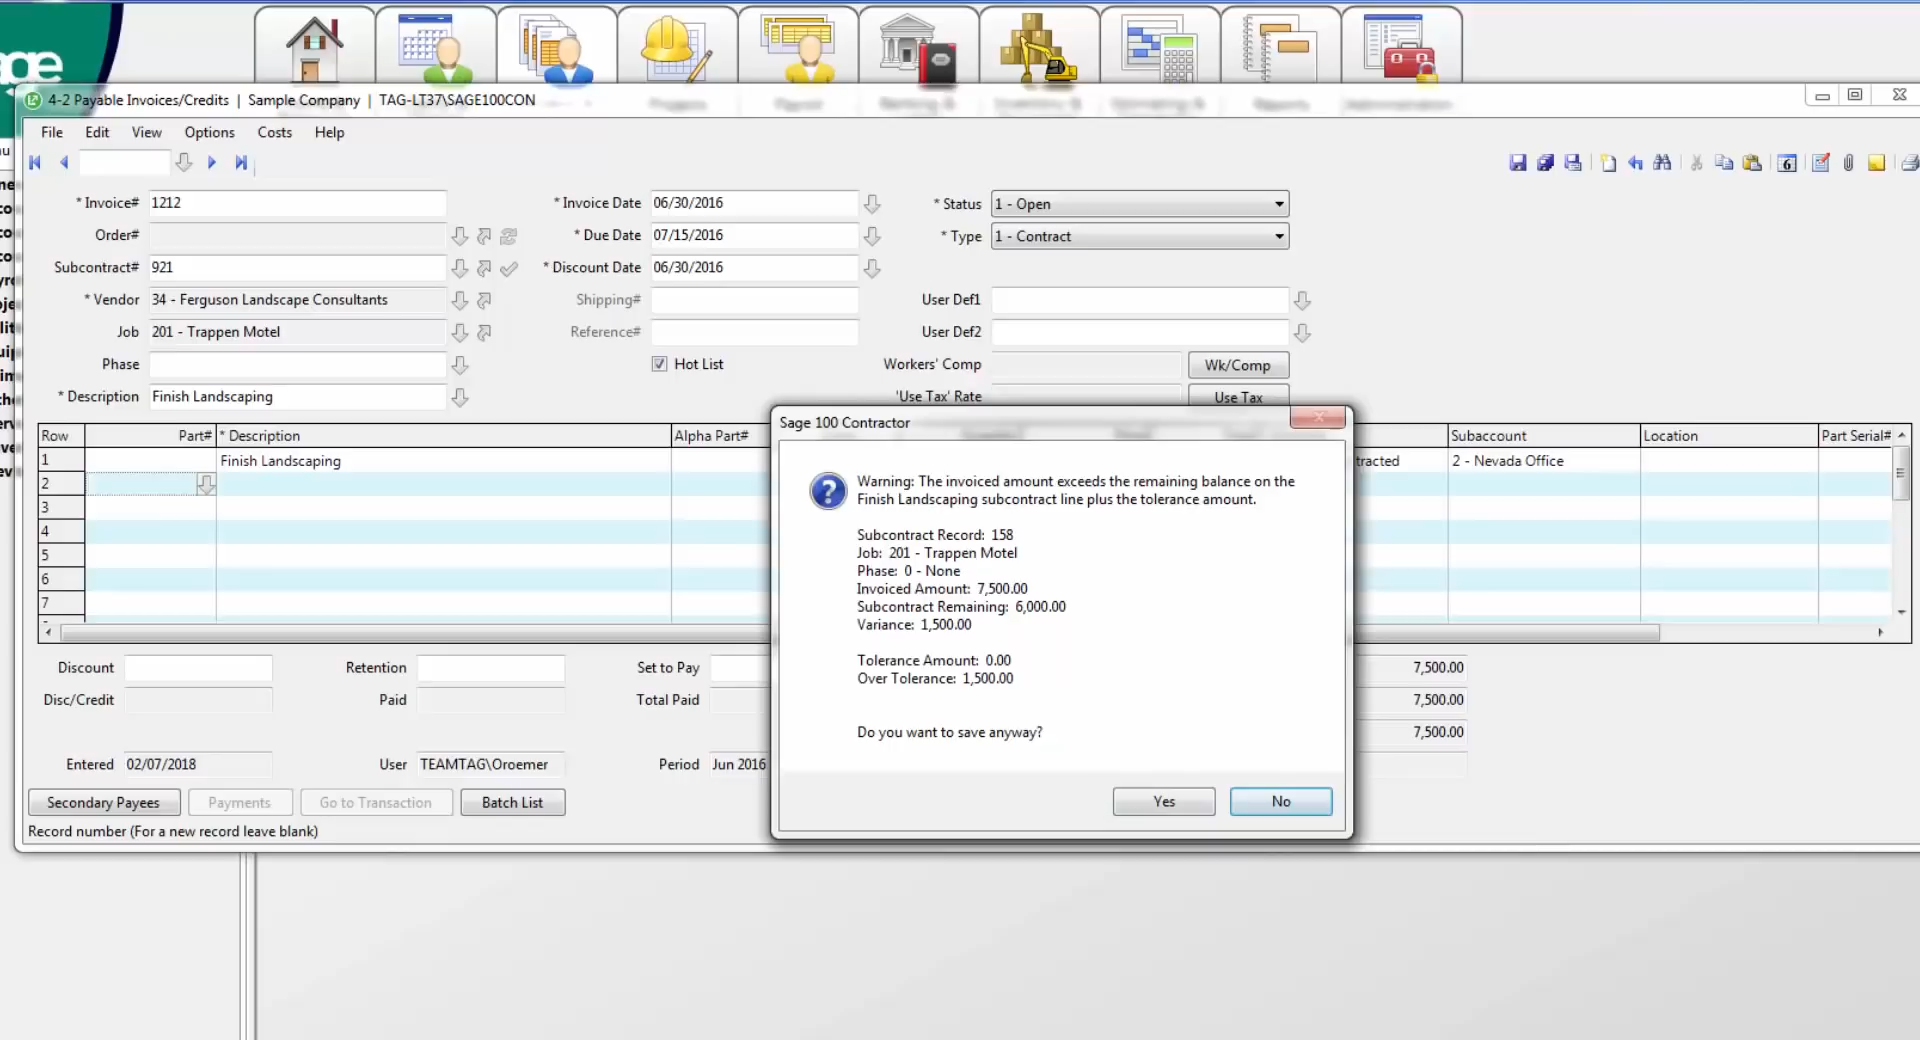 ge
4-2 Payable Invoices/Credits | Sample Company | TAG-LT37\SAGE100CON
File Edit View Options Costs Help
* Invoice# 1212 * Invoice Date 06/30/2016 * Status 1 - Open
Order# * Due Date 07/15/2016 * Type 1 - Contract
Subcontract# 921 * Discount Date 06/30/2016
* Vendor 34 - Ferguson Landscape Consultants Shipping# User Def1
Job 201 - Trappen Motel Reference# User Def2
Phase Hot List Workers' Comp Wk/Comp
* Description Finish Landscaping 'Use Tax' Rate Use Tax
Row Part# * Description Alpha Part# Subaccount Location Part Serial#
1 Finish Landscaping tracted 2 - Nevada Office
2
3
4
5
6
7
Sage 100 Contractor
Warning: The invoiced amount exceeds the remaining balance on the
Finish Landscaping subcontract line plus the tolerance amount.
Subcontract Record: 158
Job: 201 - Trappen Motel
Phase: 0 - None
Invoiced Amount: 7,500.00
Subcontract Remaining: 6,000.00
Variance: 1,500.00
Tolerance Amount: 0.00
Over Tolerance: 1,500.00
Do you want to save anyway?
Yes No
Discount Retention Set to Pay 7,500.00
Disc/Credit Paid Total Paid 7,500.00
7,500.00
Entered 02/07/2018 User TEAMTAG\Oroemer Period Jun 2016
Secondary Payees Payments Go to Transaction Batch List
Record number (For a new record leave blank)